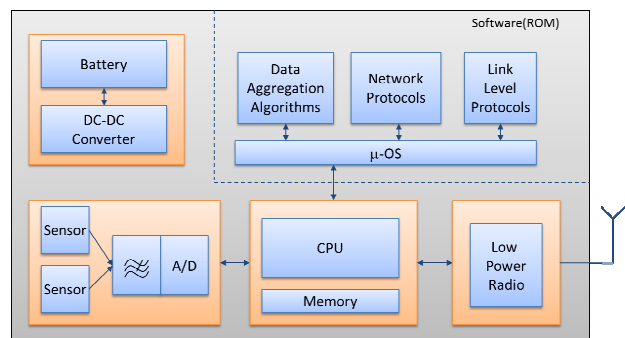 Software(ROM)
Battery
DC-DC
Converter
Data
Aggregation
Algorithms
Network
Protocols
Link
Level
Protocols
μ-OS
Sensor
Sensor
A/D
CPU
Memory
Low
Power
Radio